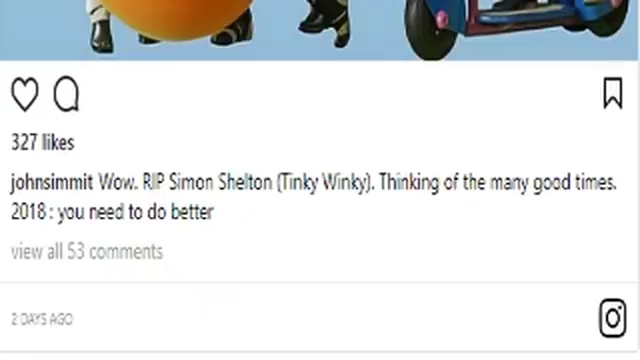 327 likes
johnsimmit Wow. RIP Simon Shelton (Tinky Winky). Thinking of the many good times.
2018 : you need to do better
view all 53 comments
2 DAYS AGO